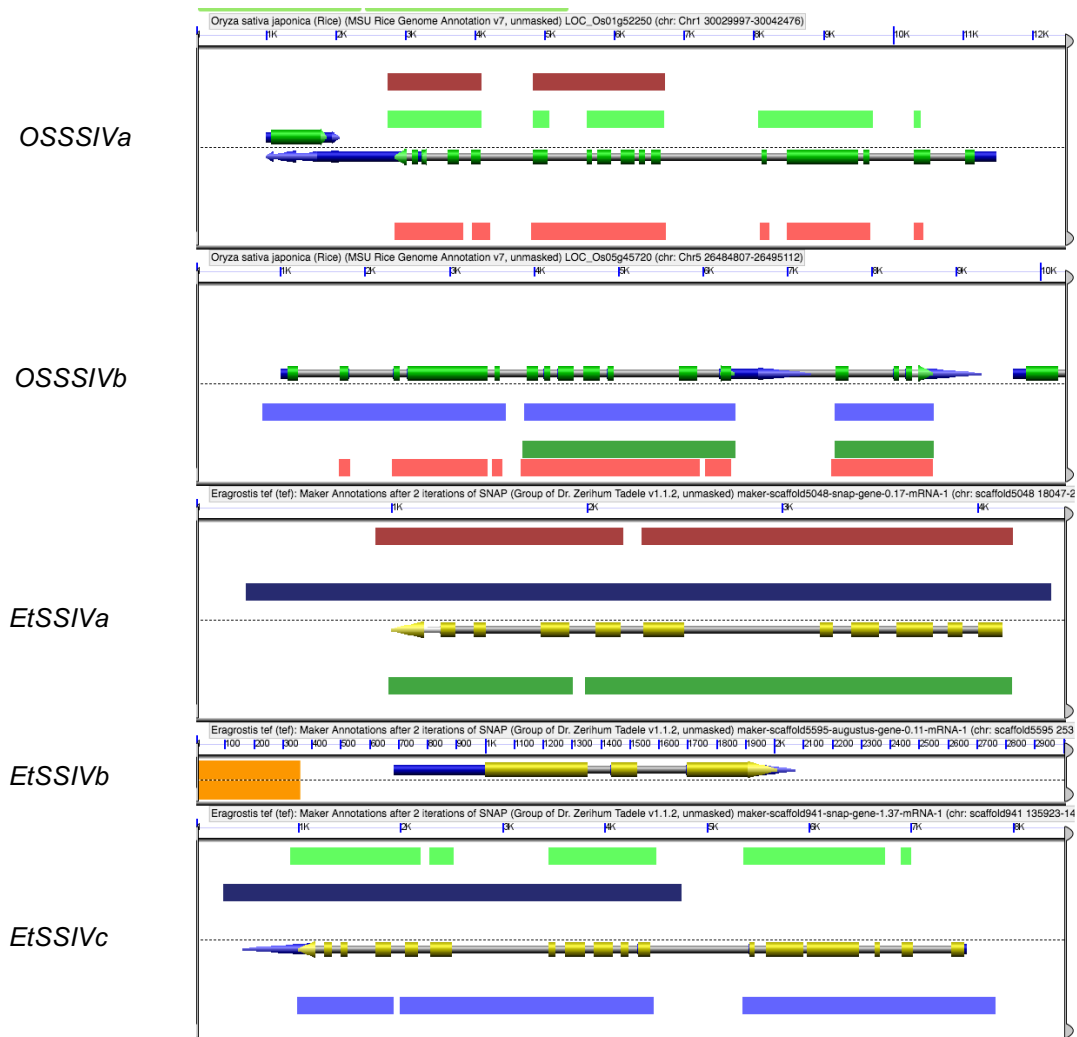 Oryza sativa japonica (Rice) (MSU Rice Genome Annotation v7, unmasked) LOC_Os01g52250 (chr: Chr1 30029997-30042476)
1K 2K 3K 4K 5K 6K 7K 8K 9K 10K 11K 12K
OSSSIVa
Oryza sativa japonica (Rice) (MSU Rice Genome Annotation v7, unmasked) LOC_Os05g45720 (chr: Chr5 26484807-26495112)
1K 2K 3K 4K 5K 6K 7K 8K 9K 10K
OSSSIVb
Eragrostis tef (tef): Maker Annotations after 2 iterations of SNAP (Group of Dr. Zerihum Tadele v1.1.2, unmasked) maker-scaffold5048-snap-gene-0.17-mRNA-1 (chr: scaffold5048 18047-2
1K 2K 3K 4K
EtSSIVa
Eragrostis tef (tef): Maker Annotations after 2 iterations of SNAP (Group of Dr. Zerihum Tadele v1.1.2, unmasked) maker-scaffold5595-augustus-gene-0.11-mRNA-1 (chr: scaffold5595 253
100 200 300 400 500 600 700 800 900 1K 1100 1200 1300 1400 1500 1600 1700 1800 1900 2K 2100 2200 2300 2400 2500 2600 2700 2800 2900
EtSSIVb
Eragrostis tef (tef): Maker Annotations after 2 iterations of SNAP (Group of Dr. Zerihum Tadele v1.1.2, unmasked) maker-scaffold941-snap-gene-1.37-mRNA-1 (chr: scaffold941 135923-14
1K 2K 3K 4K 5K 6K 7K 8K
EtSSIVc